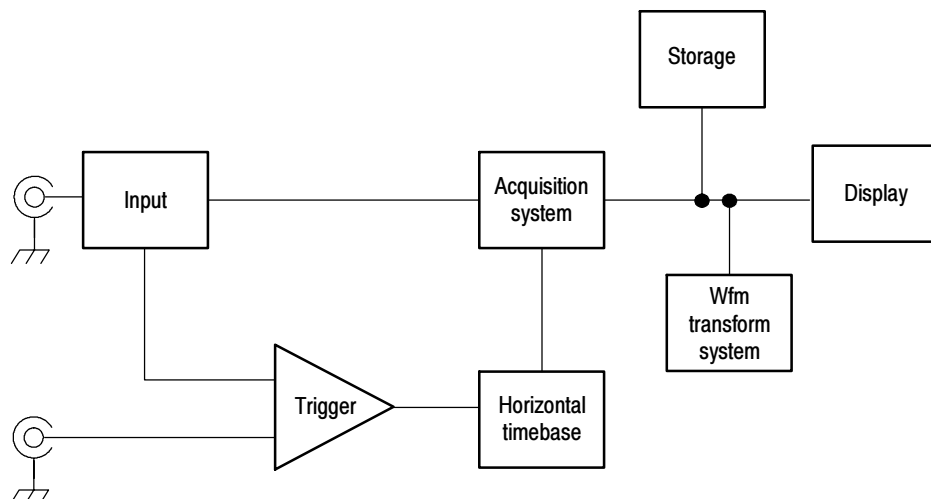 Storage
Input
Acquisition
system
Display
Wfm
transform
system
Trigger
Horizontal
timebase